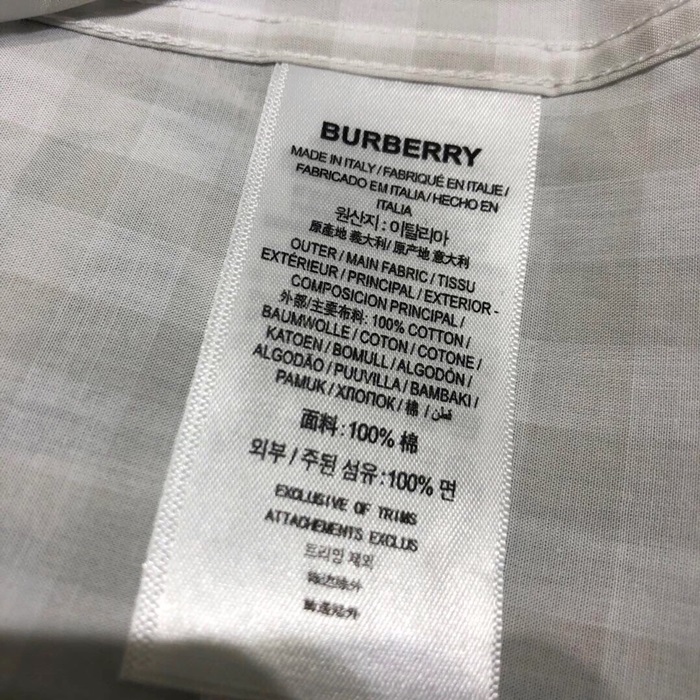 BURBERRY
MADE IN ITALY / FABRIQUÉ EN ITALIE /
FABRICADO EM ITALIA / HECHO EN
ITALIA
원산지 : 이탈리아
原產地 義大利/ 原产地 意大利
OUTER / MAIN FABRIC / TISSU
EXTÉRIEUR / PRINCIPAL / EXTERIOR -
COMPOSICION PRINCIPAL /
外部/主要布料: 100% COTTON /
BAUMWOLLE / COTON / COTONE /
KATOEN / BOMULL / ALGODÓN /
ALGODÃO / PUUVILLA / BAMBAKI /
PAMUK / ХЛОПОК / 棉 / قطن
面料 : 100% 棉
외부 / 주된 섬유 : 100% 면
EXCLUSIVE OF TRIMS
ATTACHEMENTS EXCLUS
트리밍 제외